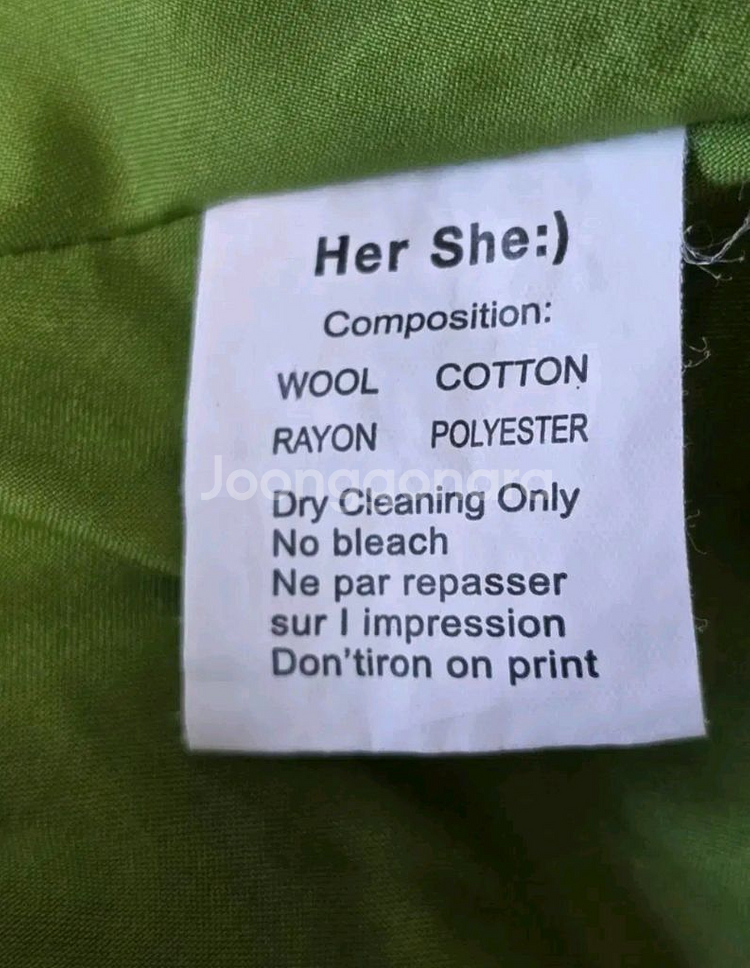 Her She:)
Composition:
WOOL COTTON
RAYON POLYESTER
Joonggonara
Dry Cleaning Only
No bleach
Ne par repasser
sur I impression
Don'tiron on print